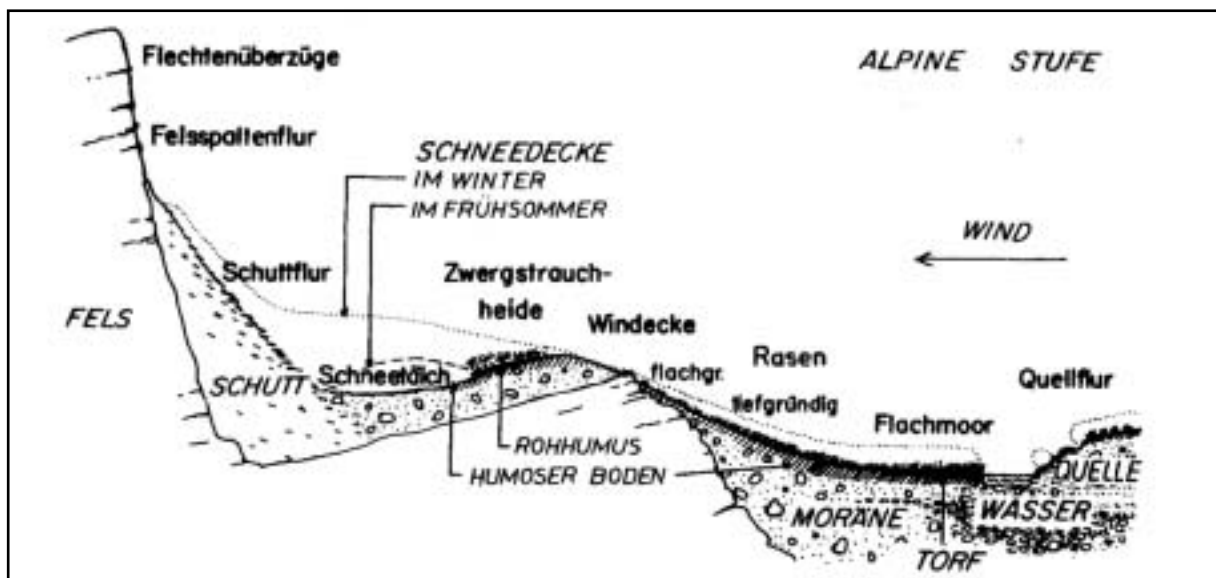 Flechtenüberzüge
ALPINE STUFE
Felsspaltenflur
SCHNEEDECKE
IM WINTER
IM FRÜHSOMMER
WIND
Schuttflur
Zwergstrauch-
heide
FELS
Windecke
Rasen
flachgr.
SCHUTT
Schneetälch
tiefgründig
Quellflur
Flachmoor
ROHHUMUS
HUMOSER BODEN
QUELLE
MORÄNE
WASSER
TORF